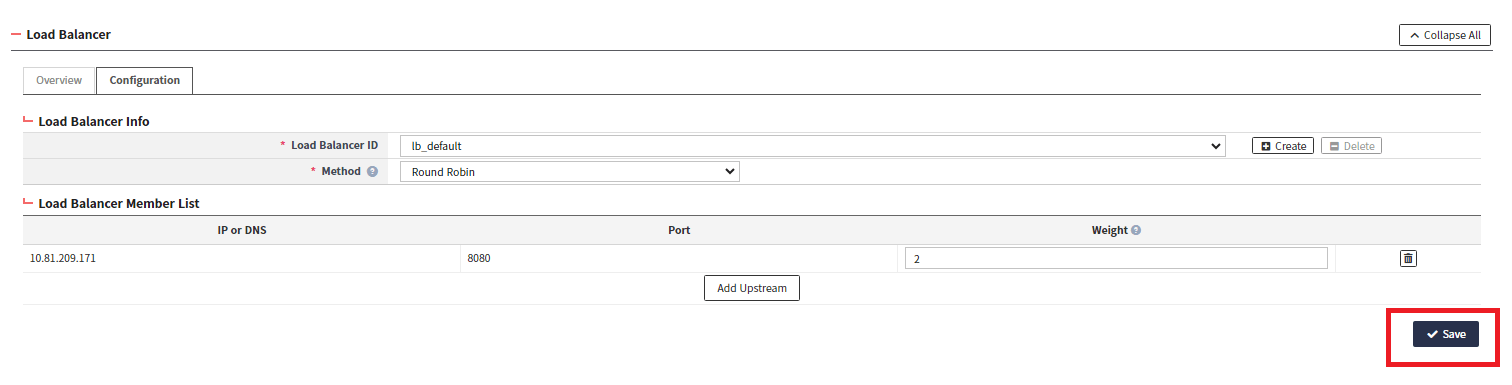 Load Balancer
Collapse All
Overview Configuration
Load Balancer Info
* Load Balancer ID lb_default Create Delete
* Method ? Round Robin
Load Balancer Member List
IP or DNS Port Weight ?
10.81.209.171 8080 2
Add Upstream
Save